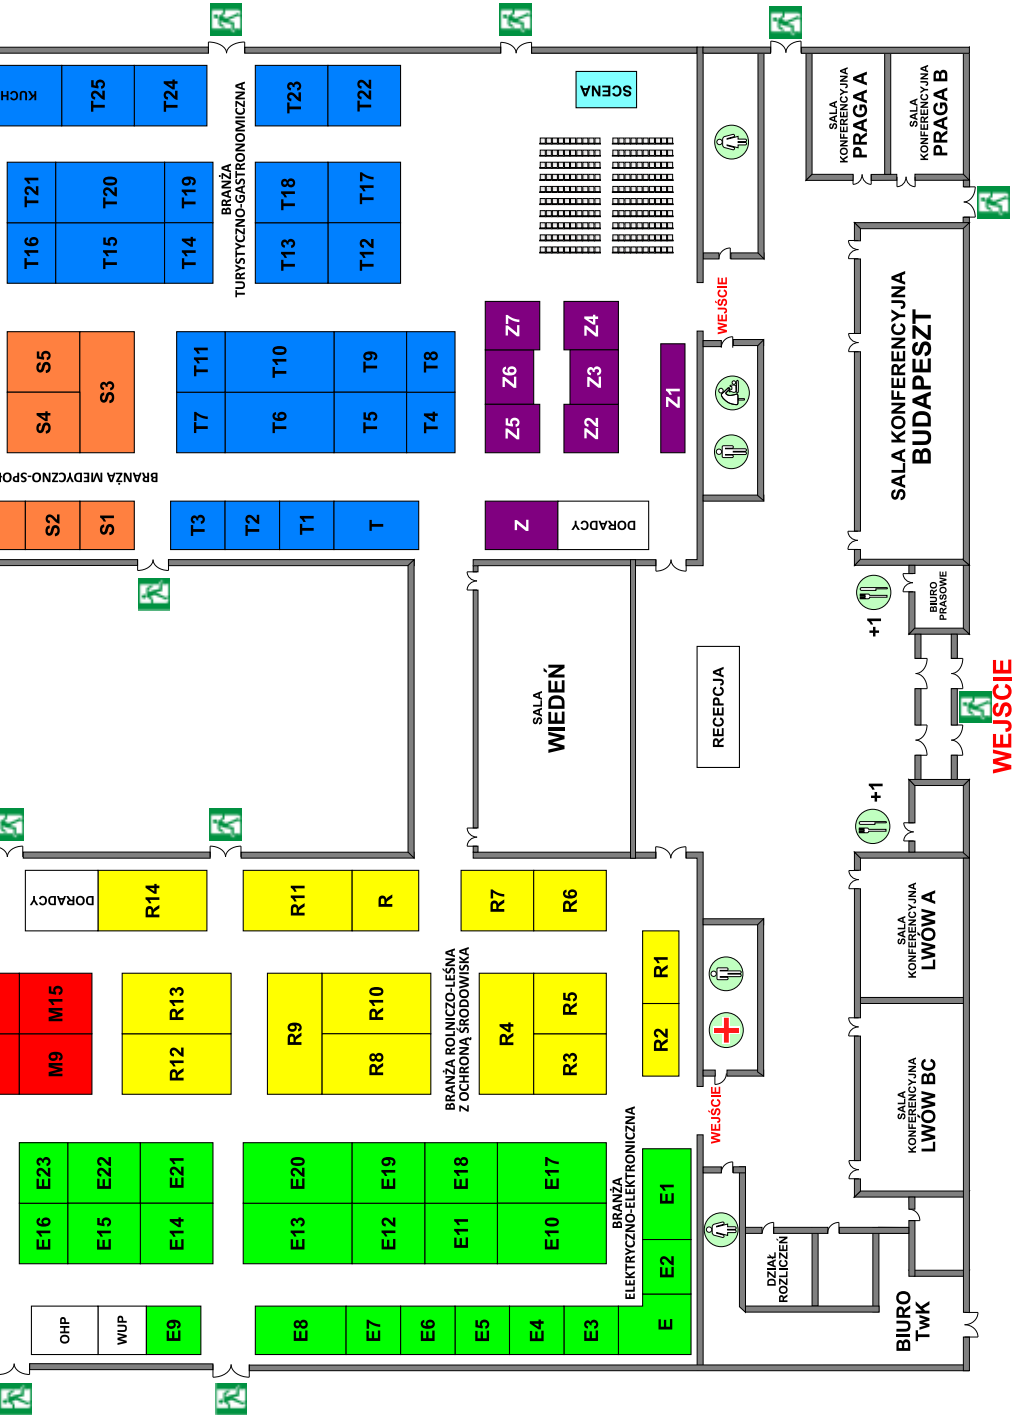 KUCH
T25
T24
T23
T22
SCENA
SALA
KONFERENCYJNA
PRAGA A
SALA
KONFERENCYJNA
PRAGA B
BRANŻA
TURYSTYCZNO-GASTRONOMICZNA
T21
T20
T19
T18
T17
T16
T15
T14
T13
T12
WEJŚCIE
SALA KONFERENCYJNA
BUDAPESZT
S5
S4
S3
T11
T10
T9
T8
T7
T6
T5
T4
Z7
Z6
Z5
Z4
Z3
Z2
Z1
BRANŻA MEDYCZNO-SPOŁ
S2
S1
T3
T2
T1
T
Z
DORADCY
BIURO
PRASOWE
+1
SALA
WIEDEŃ
RECEPCJA
WEJSCIE
+1
DORADCY
R14
R11
R
R7
R6
SALA
KONFERENCYJNA
LWÓW A
M15
M9
R13
R12
R9
R10
R8
BRANŻA ROLNICZO-LEŚNA
Z OCHRONĄ ŚRODOWISKA
R4
R5
R3
R1
R2
SALA
KONFERENCYJNA
LWÓW BC
WEJŚCIE
BRANŻA
ELEKTRYCZNO-ELEKTRONICZNA
E23
E22
E21
E20
E19
E18
E17
E16
E15
E14
E13
E12
E11
E10
E1
E2
E
DZIAŁ
ROZLICZEŃ
BIURO
TwK
OHP
WUP
E9
E8
E7
E6
E5
E4
E3